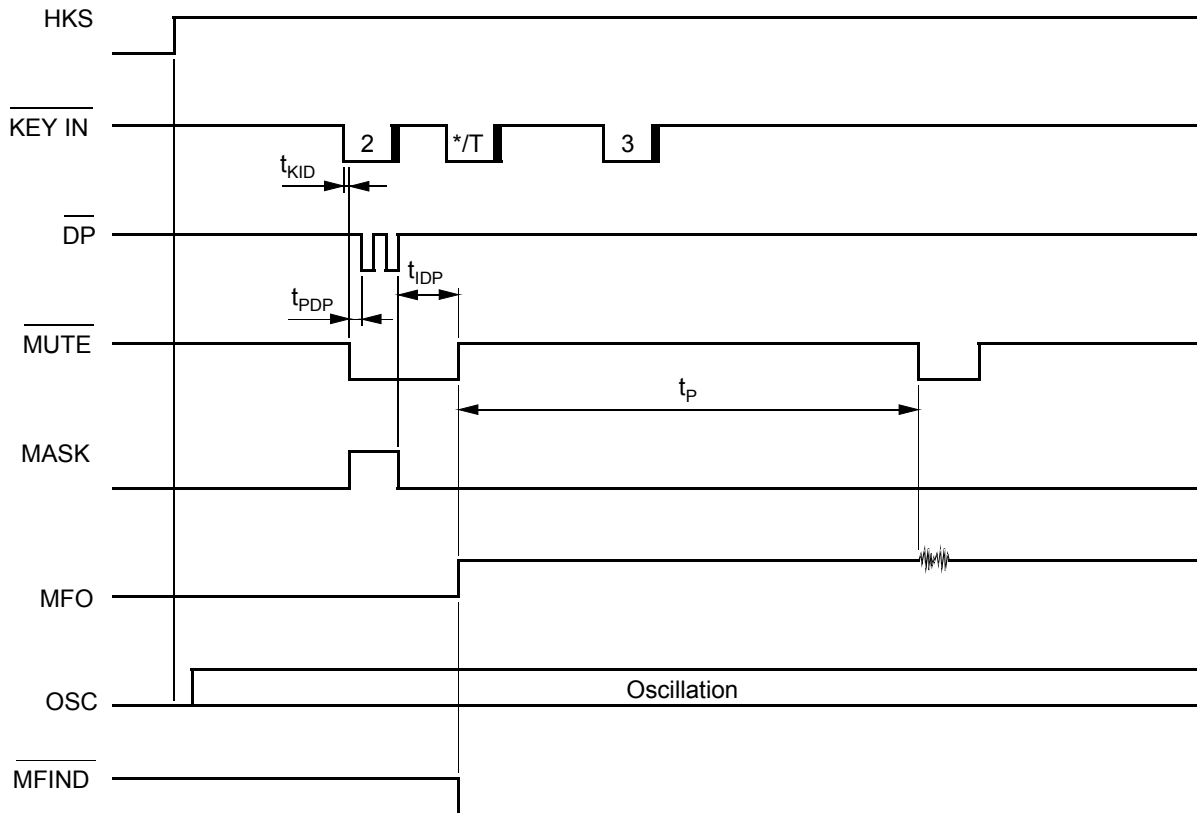 HKS
KEY IN
2
*/T
3
tKID
DP
tIDP
tPDP
MUTE
tP
MASK
MFO
OSC
Oscillation
MFIND